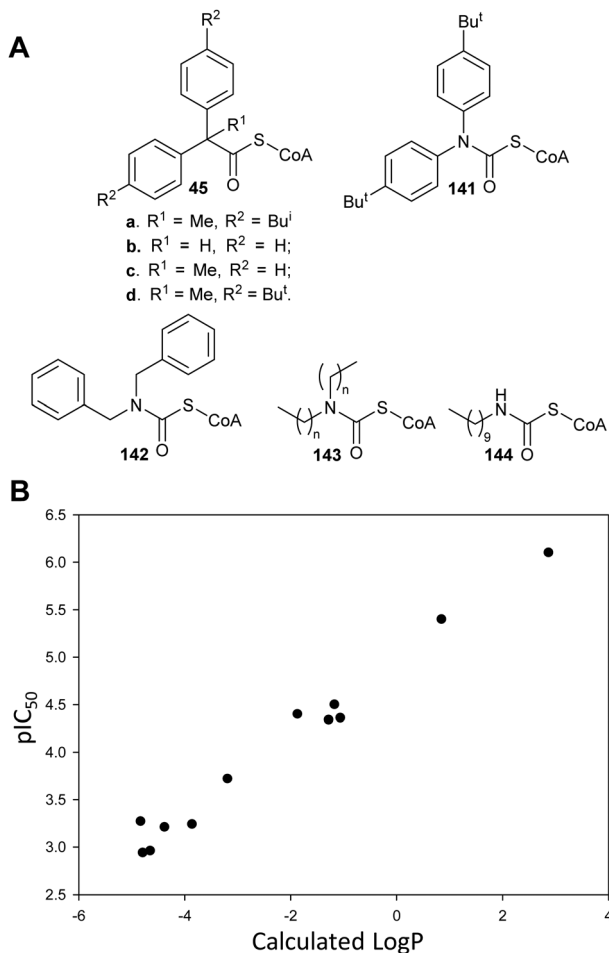 A
R²
R¹
S
CoA
O
R²
45
a. R¹ = Me, R² = Buⁱ
b. R¹ = H, R² = H;
c. R¹ = Me, R² = H;
d. R¹ = Me, R² = Buᵗ.
Buᵗ
N
S
CoA
O
Buᵗ
141
N
S
CoA
O
142
( )n
N
S
CoA
( )n
O
143
H
N
S
CoA
( )9
O
144
B
6.5
6.0
5.5
5.0
4.5
4.0
3.5
3.0
2.5
pIC₅₀
-6
-4
-2
0
2
4
Calculated LogP